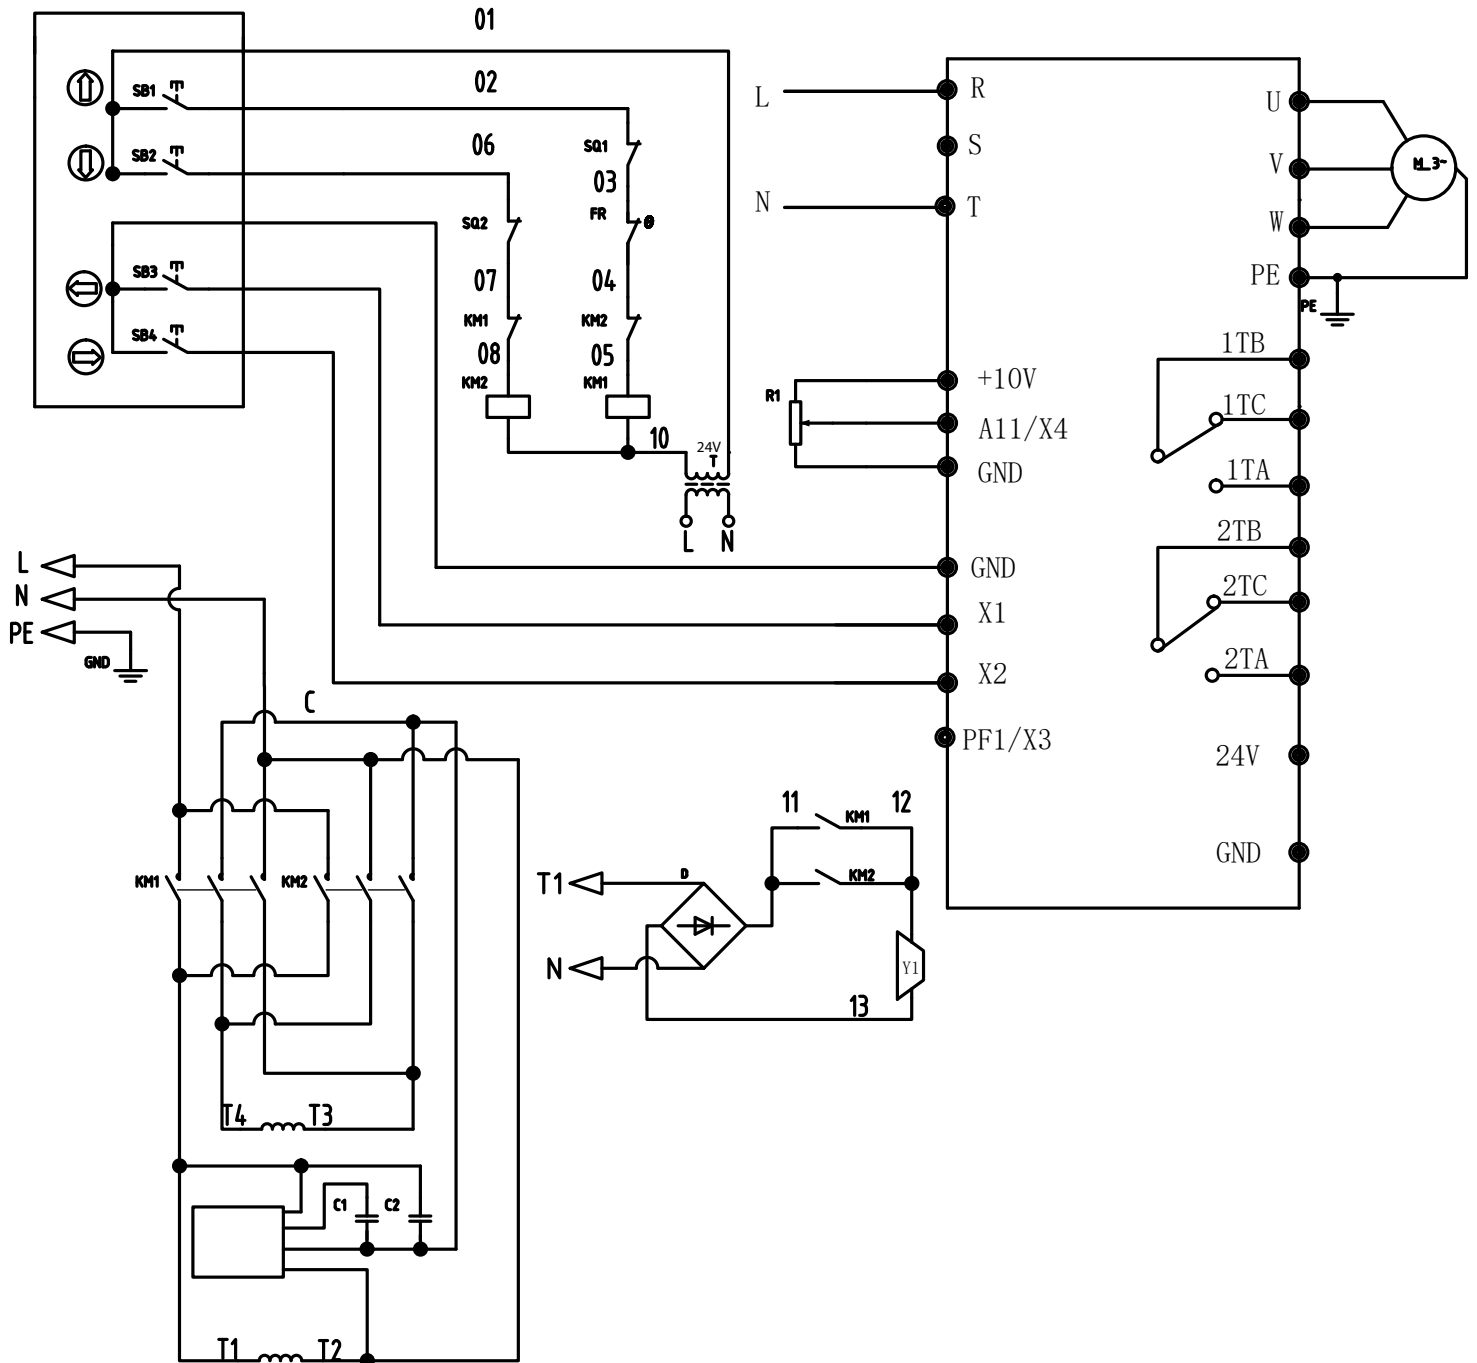 01
SB1
02
SB2
06
SQ1
03
FR
SQ2
SB3
07
04
SB4
KM1
KM2
08
05
KM2
KM1
10
24V
T
L N
L
R
S
N
T
U
V
W
M 3~
PE
PE
+10V
R1
A11/X4
GND
GND
X1
X2
PF1/X3
1TB
1TC
1TA
2TB
2TC
2TA
24V
GND
L
N
PE
GND
C
KM1
KM2
T4
T3
C1
C2
T1
T2
11
KM1
12
T1
D
KM2
N
Y1
13